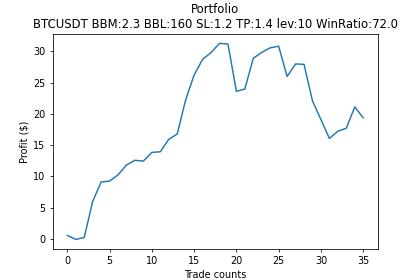 Portfolio
BTCUSDT BBM:2.3 BBL:160 SL:1.2 TP:1.4 lev:10 WinRatio:72.0
30
25
20
15
10
5
0
Profit ($)
0 5 10 15 20 25 30 35
Trade counts